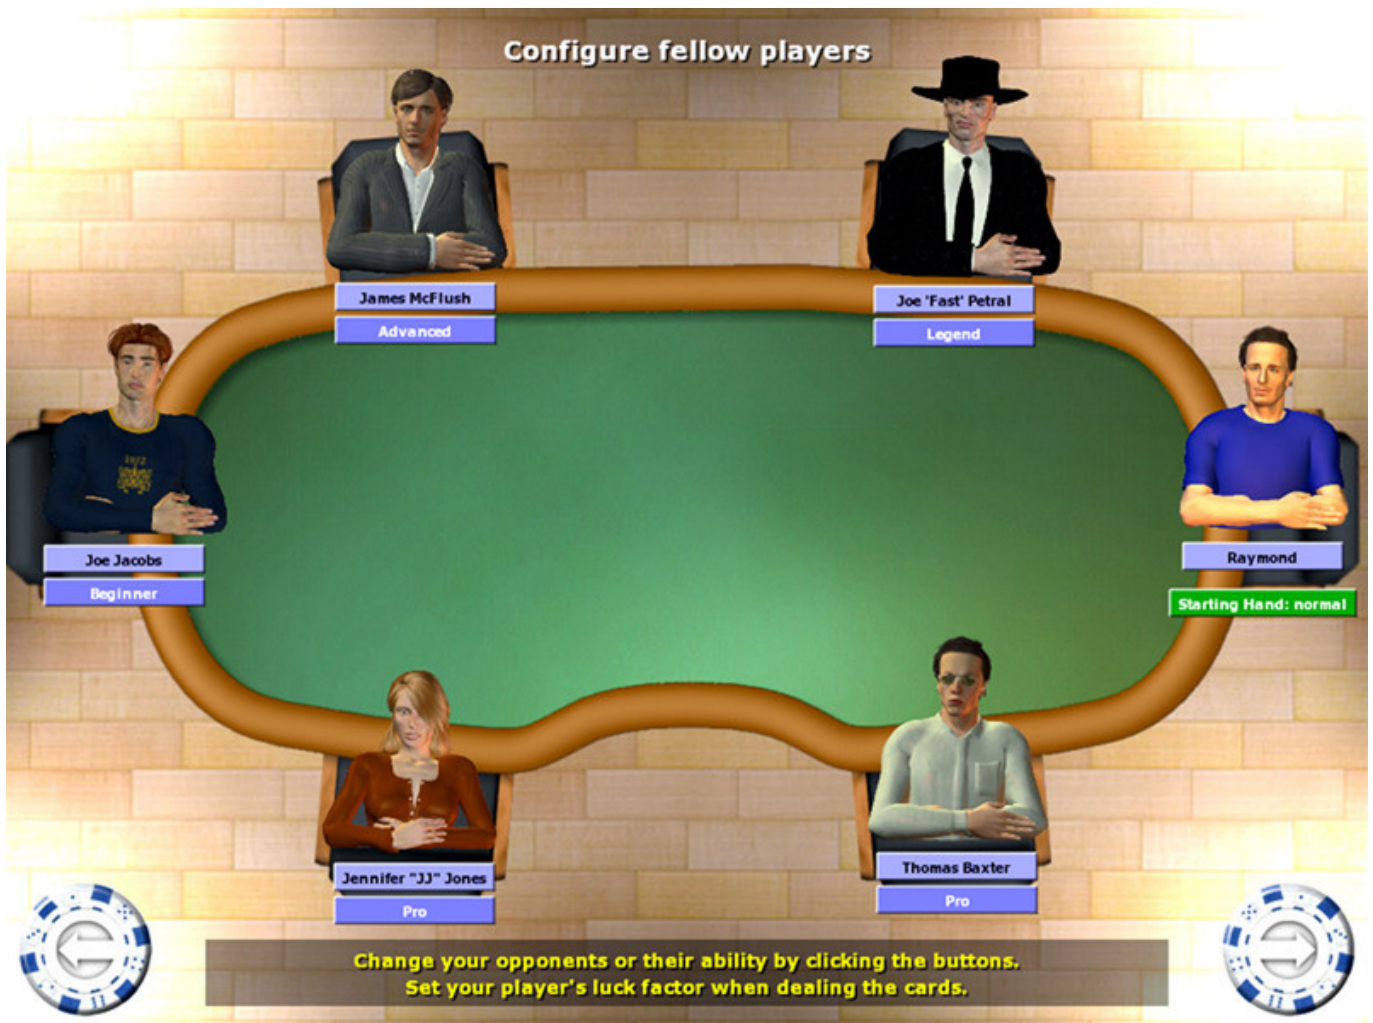 Configure fellow players
James McFlush
Advanced
Joe 'Fast' Petral
Legend
Joe Jacobs
Beginner
Raymond
Starting Hand: normal
Jennifer "JJ" Jones
Pro
Thomas Baxter
Pro
Change your opponents or their ability by clicking the buttons.
Set your player's luck factor when dealing the cards.